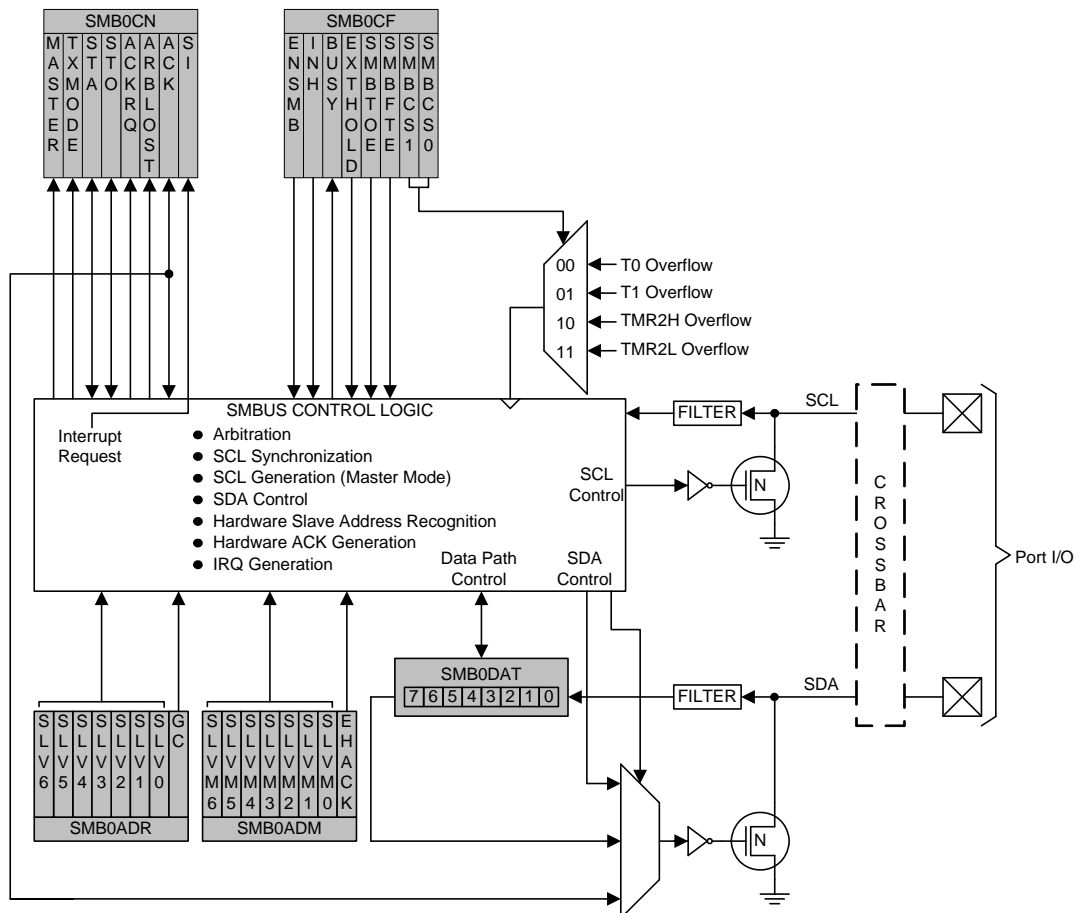 SMB0CN
MASTER
TXMODE
STA
STO
ACKRQ
ARBLOST
ACK
SI
SMB0CF
ENSMB
INH
BUSY
EXTHOLD
SMBTOE
SMBFTE
SMBCS1
SMBCS0
00
01
10
11
T0 Overflow
T1 Overflow
TMR2H Overflow
TMR2L Overflow
SMBUS CONTROL LOGIC
Interrupt
Request
● Arbitration
● SCL Synchronization
● SCL Generation (Master Mode)
● SDA Control
● Hardware Slave Address Recognition
● Hardware ACK Generation
● IRQ Generation
SCL
Control
Data Path
Control
SDA
Control
FILTER
SCL
N
CROSSBAR
Port I/O
SMB0DAT
7 6 5 4 3 2 1 0
FILTER
SDA
N
SLV6
SLV5
SLV4
SLV3
SLV2
SLV1
SLV0
GC
SMB0ADR
SLVM6
SLVM5
SLVM4
SLVM3
SLVM2
SLVM1
SLVM0
EHACK
SMB0ADM